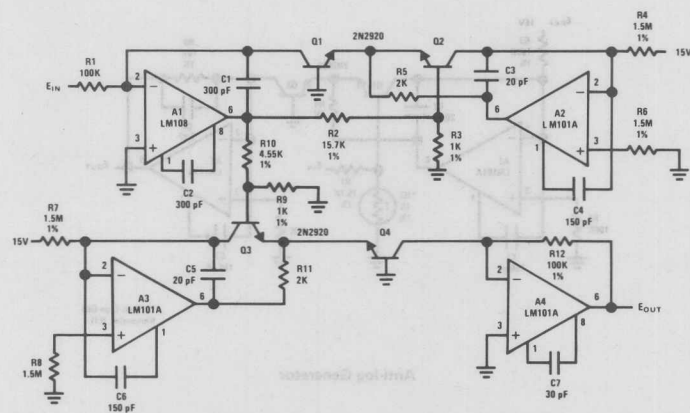 Q1
2N2920
Q2
R4
1.5M
1%
15V
R1
100K
E_IN
C1
300 pF
R5
2K
C3
20 pF
2
3
A1
LM108
6
8
1
C2
300 pF
R2
15.7K
1%
R3
1K
1%
6
A2
LM101A
2
3
1
R6
1.5M
1%
C4
150 pF
R10
4.55K
1%
R9
1K
1%
R7
1.5M
1%
15V
Q3
2N2920
Q4
C5
20 pF
R11
2K
2
3
A3
LM101A
6
1
R8
1.5M
C6
150 pF
R12
100K
1%
2
3
A4
LM101A
6
8
1
E_OUT
C7
30 pF
Anti-log Generator